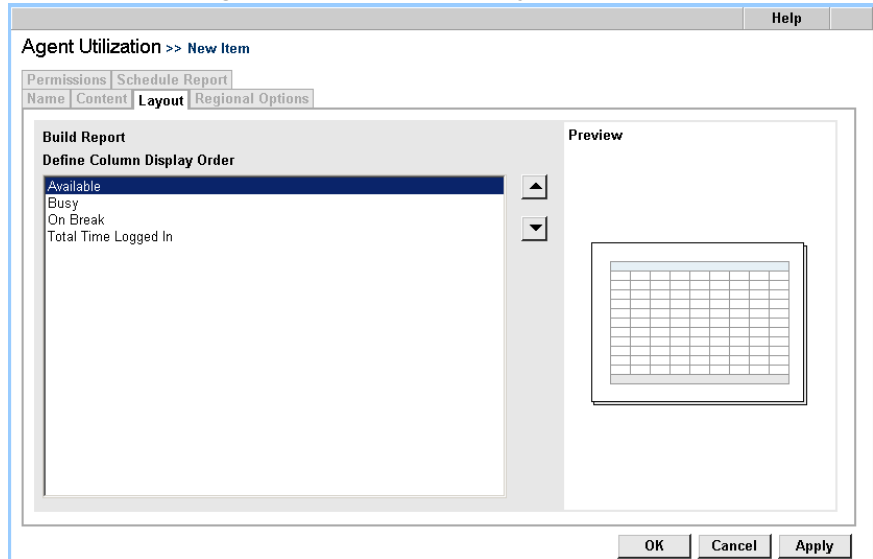 Help
Agent Utilization >> New Item
Permissions Schedule Report
Name Content Layout Regional Options
Build Report
Define Column Display Order
Available
Busy
On Break
Total Time Logged In
Preview
OK Cancel Apply